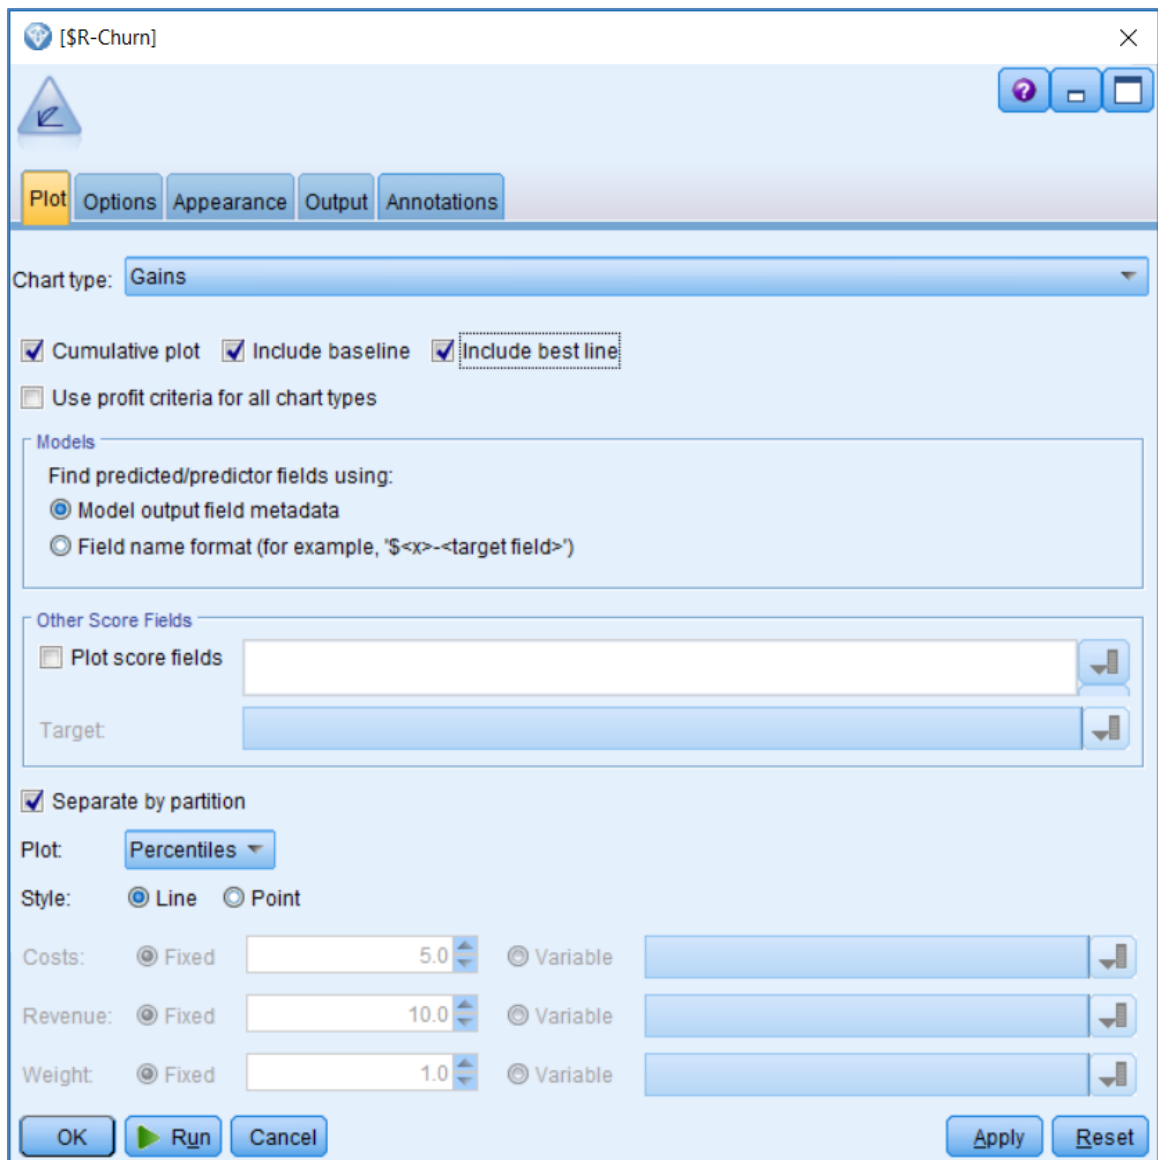 [$R-Churn]
Plot Options Appearance Output Annotations
Chart type: Gains
Cumulative plot Include baseline Include best line
Use profit criteria for all chart types
Models
Find predicted/predictor fields using:
Model output field metadata
Field name format (for example, '$<x>-<target field>')
Other Score Fields
Plot score fields
Target:
Separate by partition
Plot: Percentiles
Style: Line Point
Costs: Fixed 5.0 Variable
Revenue: Fixed 10.0 Variable
Weight: Fixed 1.0 Variable
OK Run Cancel Apply Reset